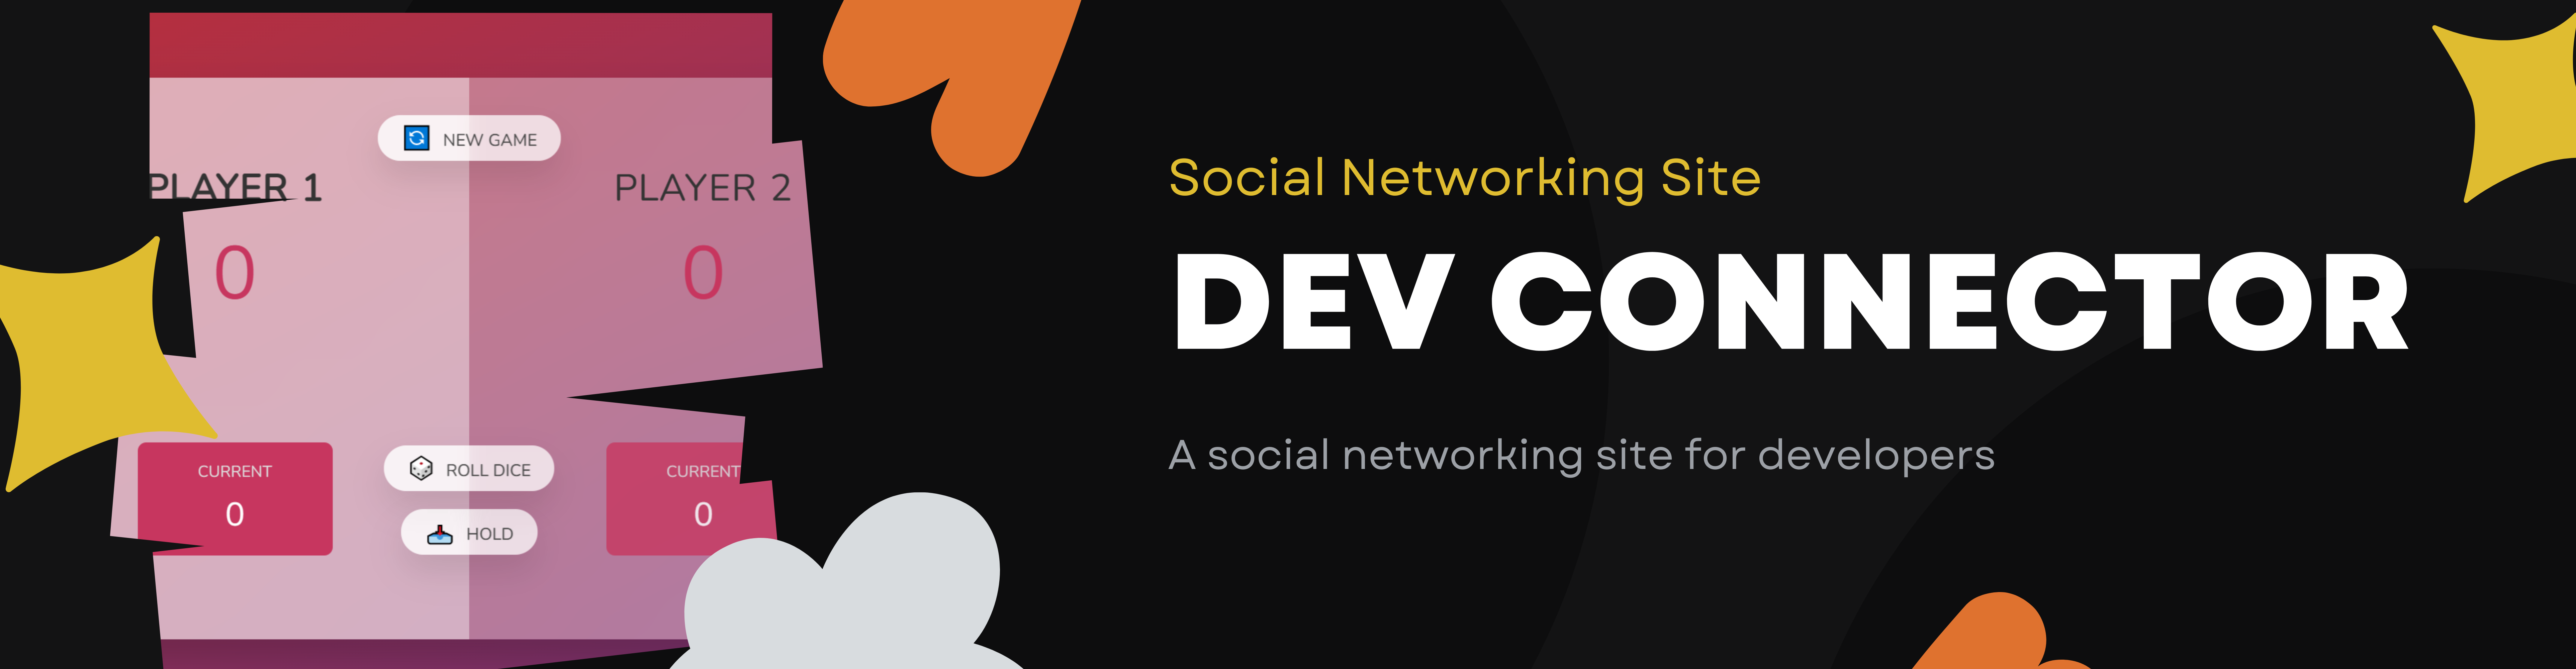 NEW GAME
PLAYER 1
PLAYER 2
0
0
CURRENT
0
ROLL DICE
HOLD
CURRENT
0
Social Networking Site
DEV CONNECTOR
A social networking site for developers